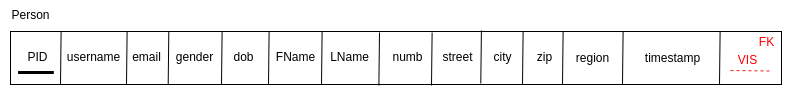 Person
PID username email gender dob FName LName numb street city zip region timestamp FK VIS